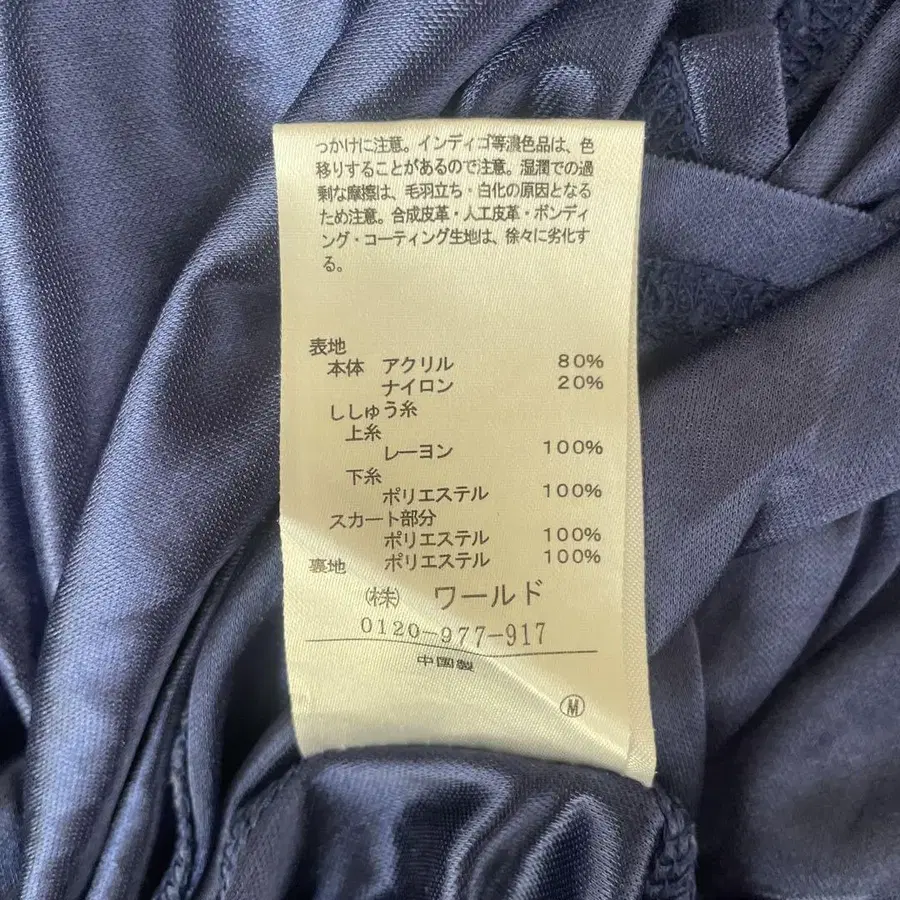 っかけに注意。インディゴ等濃色品は、色
移りすることがあるので注意。湿潤での過
剰な摩擦は、毛羽立ち・白化の原因となる
ため注意。合成皮革・人工皮革・ボンディ
ング・コーティング生地は、徐々に劣化す
る。
表地
本体 アクリル 80%
ナイロン 20%
ししゅう糸
上糸
レーヨン 100%
下糸
ポリエステル 100%
スカート部分
ポリエステル 100%
裏地 ポリエステル 100%
㈱ ワールド
0120-977-917
中国製
Ⓜ